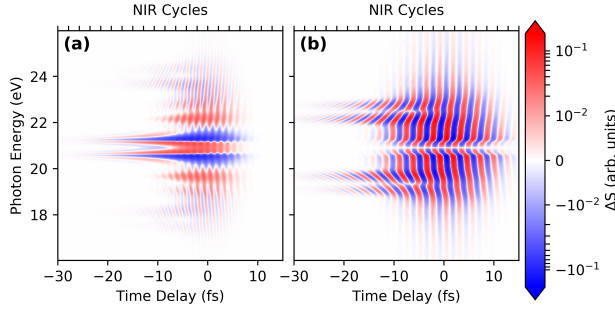 NIR Cycles NIR Cycles
(a) (b)
24
22
20
18
Photon Energy (eV)
−30 −20 −10 0 10
−30 −20 −10 0 10
Time Delay (fs) Time Delay (fs)
10⁻¹
10⁻²
0
−10⁻²
−10⁻¹
ΔS (arb. units)